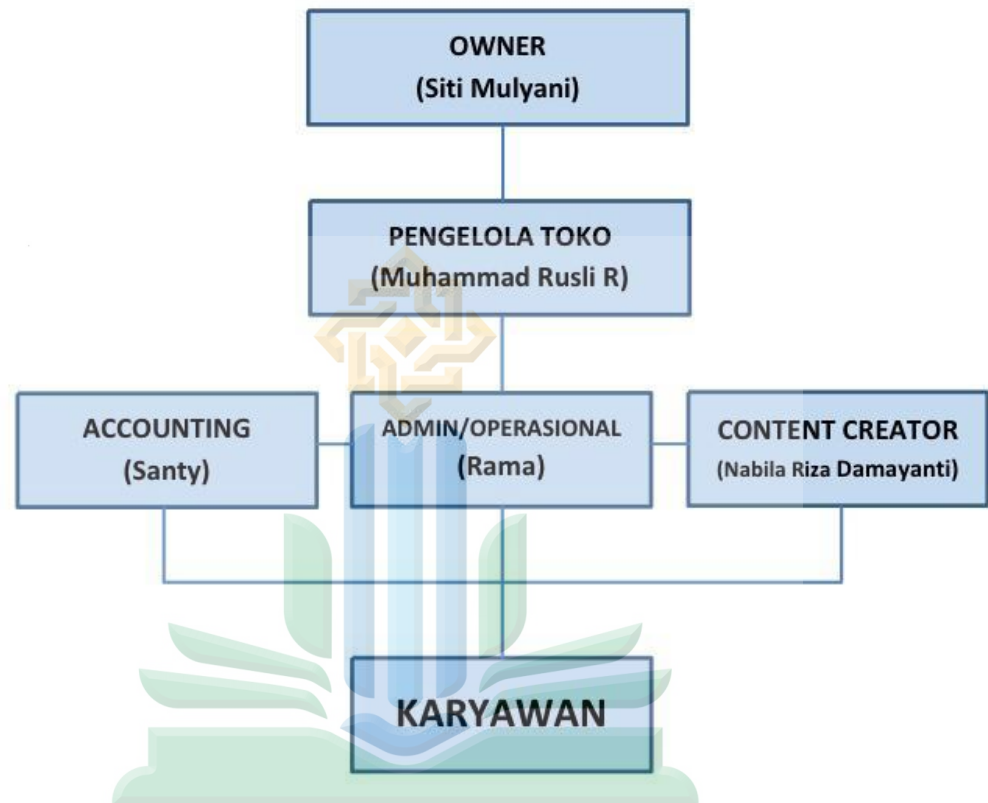 OWNER
(Siti Mulyani)
PENGELOLA TOKO
(Muhammad Rusli R)
ACCOUNTING
(Santy)
ADMIN/OPERASIONAL
(Rama)
CONTENT CREATOR
(Nabila Riza Damayanti)
KARYAWAN